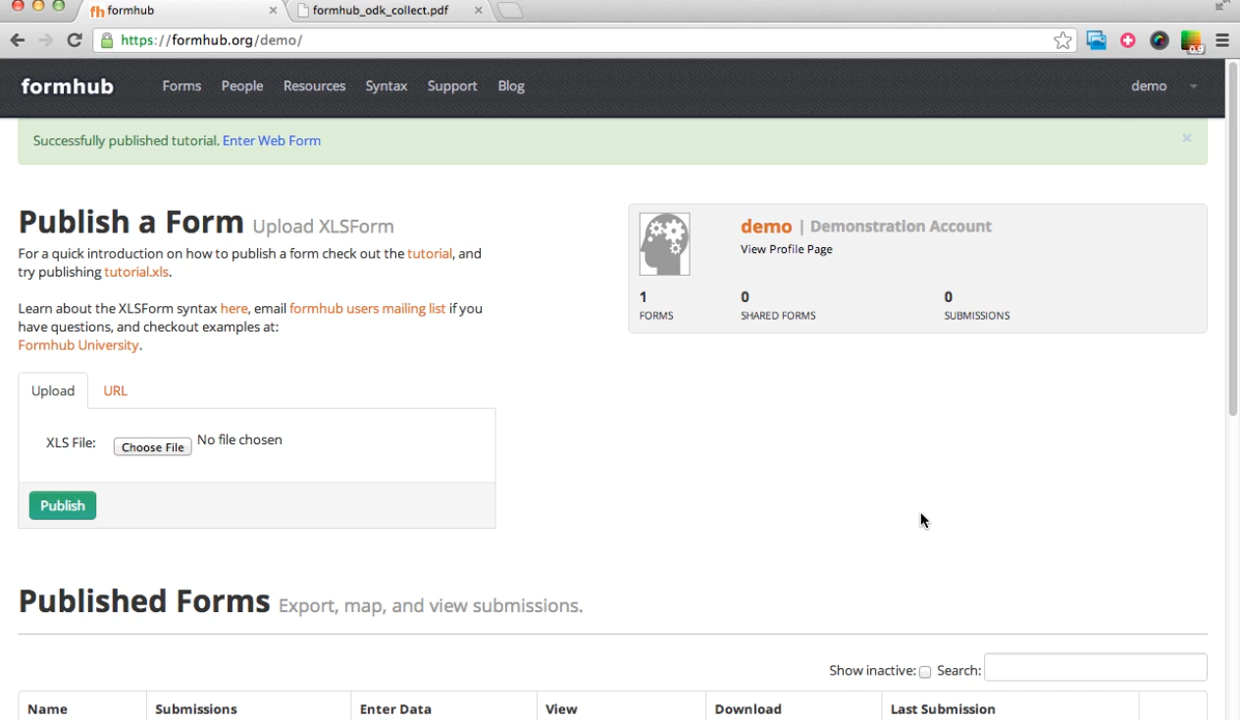 formhub
formhub_odk_collect.pdf
https://formhub.org/demo/
0.9
formhub Forms People Resources Syntax Support Blog demo
Successfully published tutorial. Enter Web Form ×
Publish a Form Upload XLSForm
For a quick introduction on how to publish a form check out the tutorial, and
try publishing tutorial.xls.
Learn about the XLSForm syntax here, email formhub users mailing list if you
have questions, and checkout examples at:
Formhub University.
demo | Demonstration Account
View Profile Page
1 0 0
FORMS SHARED FORMS SUBMISSIONS
Upload URL
XLS File: Choose File No file chosen
Publish
Published Forms Export, map, and view submissions.
Show inactive: Search:
Name Submissions Enter Data View Download Last Submission